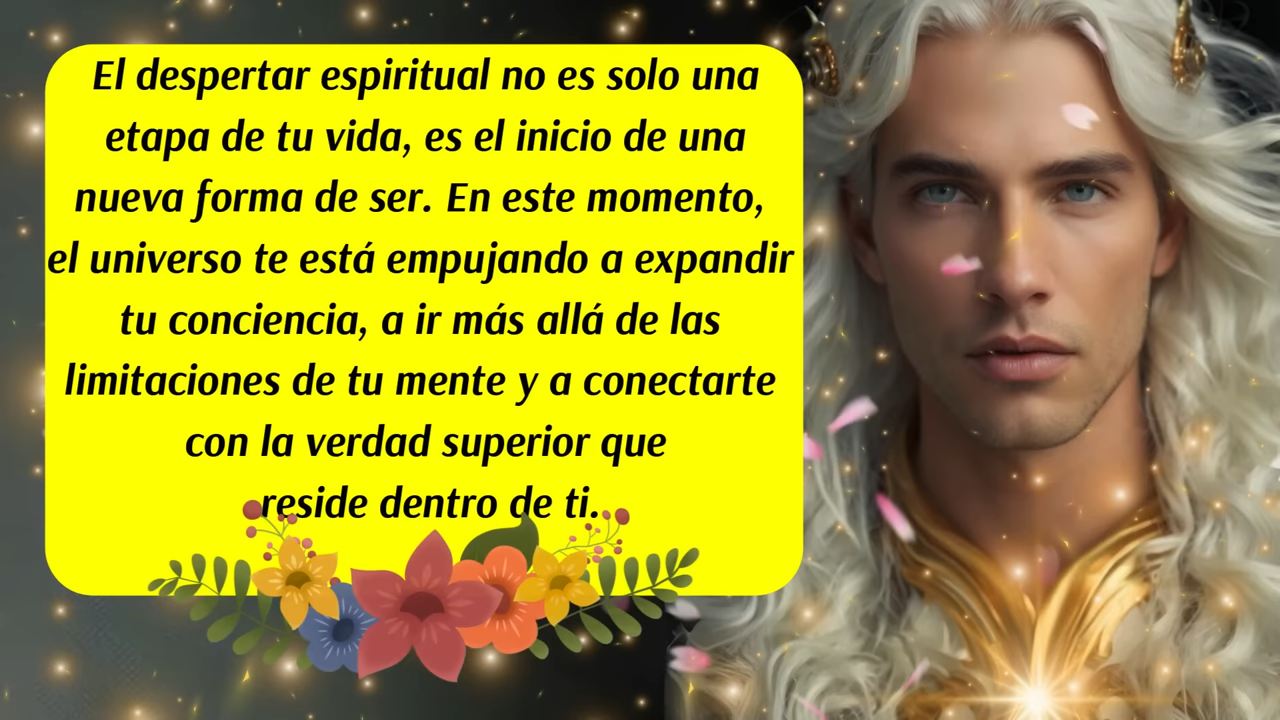 El despertar espiritual no es solo una
etapa de tu vida, es el inicio de una
nueva forma de ser. En este momento,
el universo te está empujando a expandir
tu conciencia, a ir más allá de las
limitaciones de tu mente y a conectarte
con la verdad superior que
reside dentro de ti.